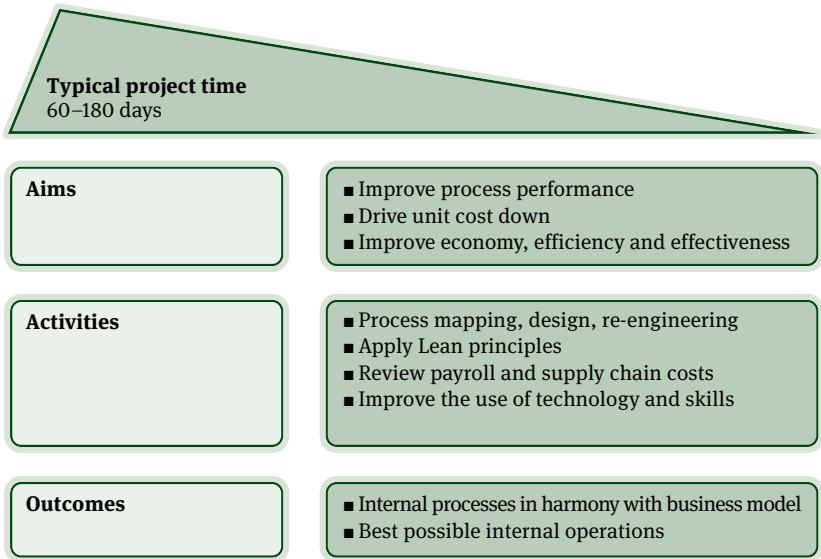 Typical project time
60–180 days
Aims
■ Improve process performance
■ Drive unit cost down
■ Improve economy, efficiency and effectiveness
Activities
■ Process mapping, design, re-engineering
■ Apply Lean principles
■ Review payroll and supply chain costs
■ Improve the use of technology and skills
Outcomes
■ Internal processes in harmony with business model
■ Best possible internal operations